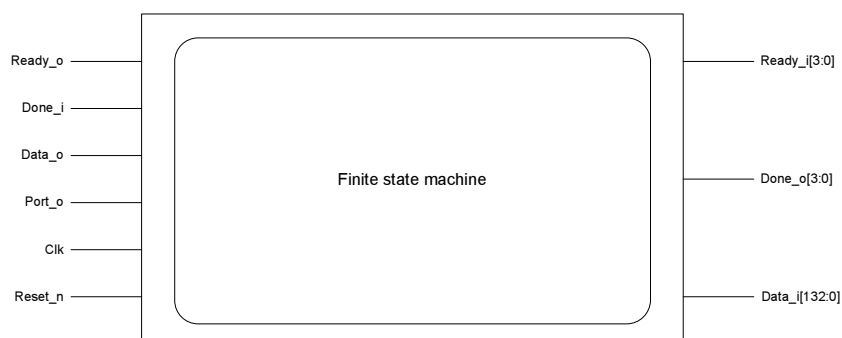 Ready_o
Ready_i[3:0]
Done_i
Data_o
Finite state machine
Done_o[3:0]
Port_o
Clk
Reset_n
Data_i[132:0]